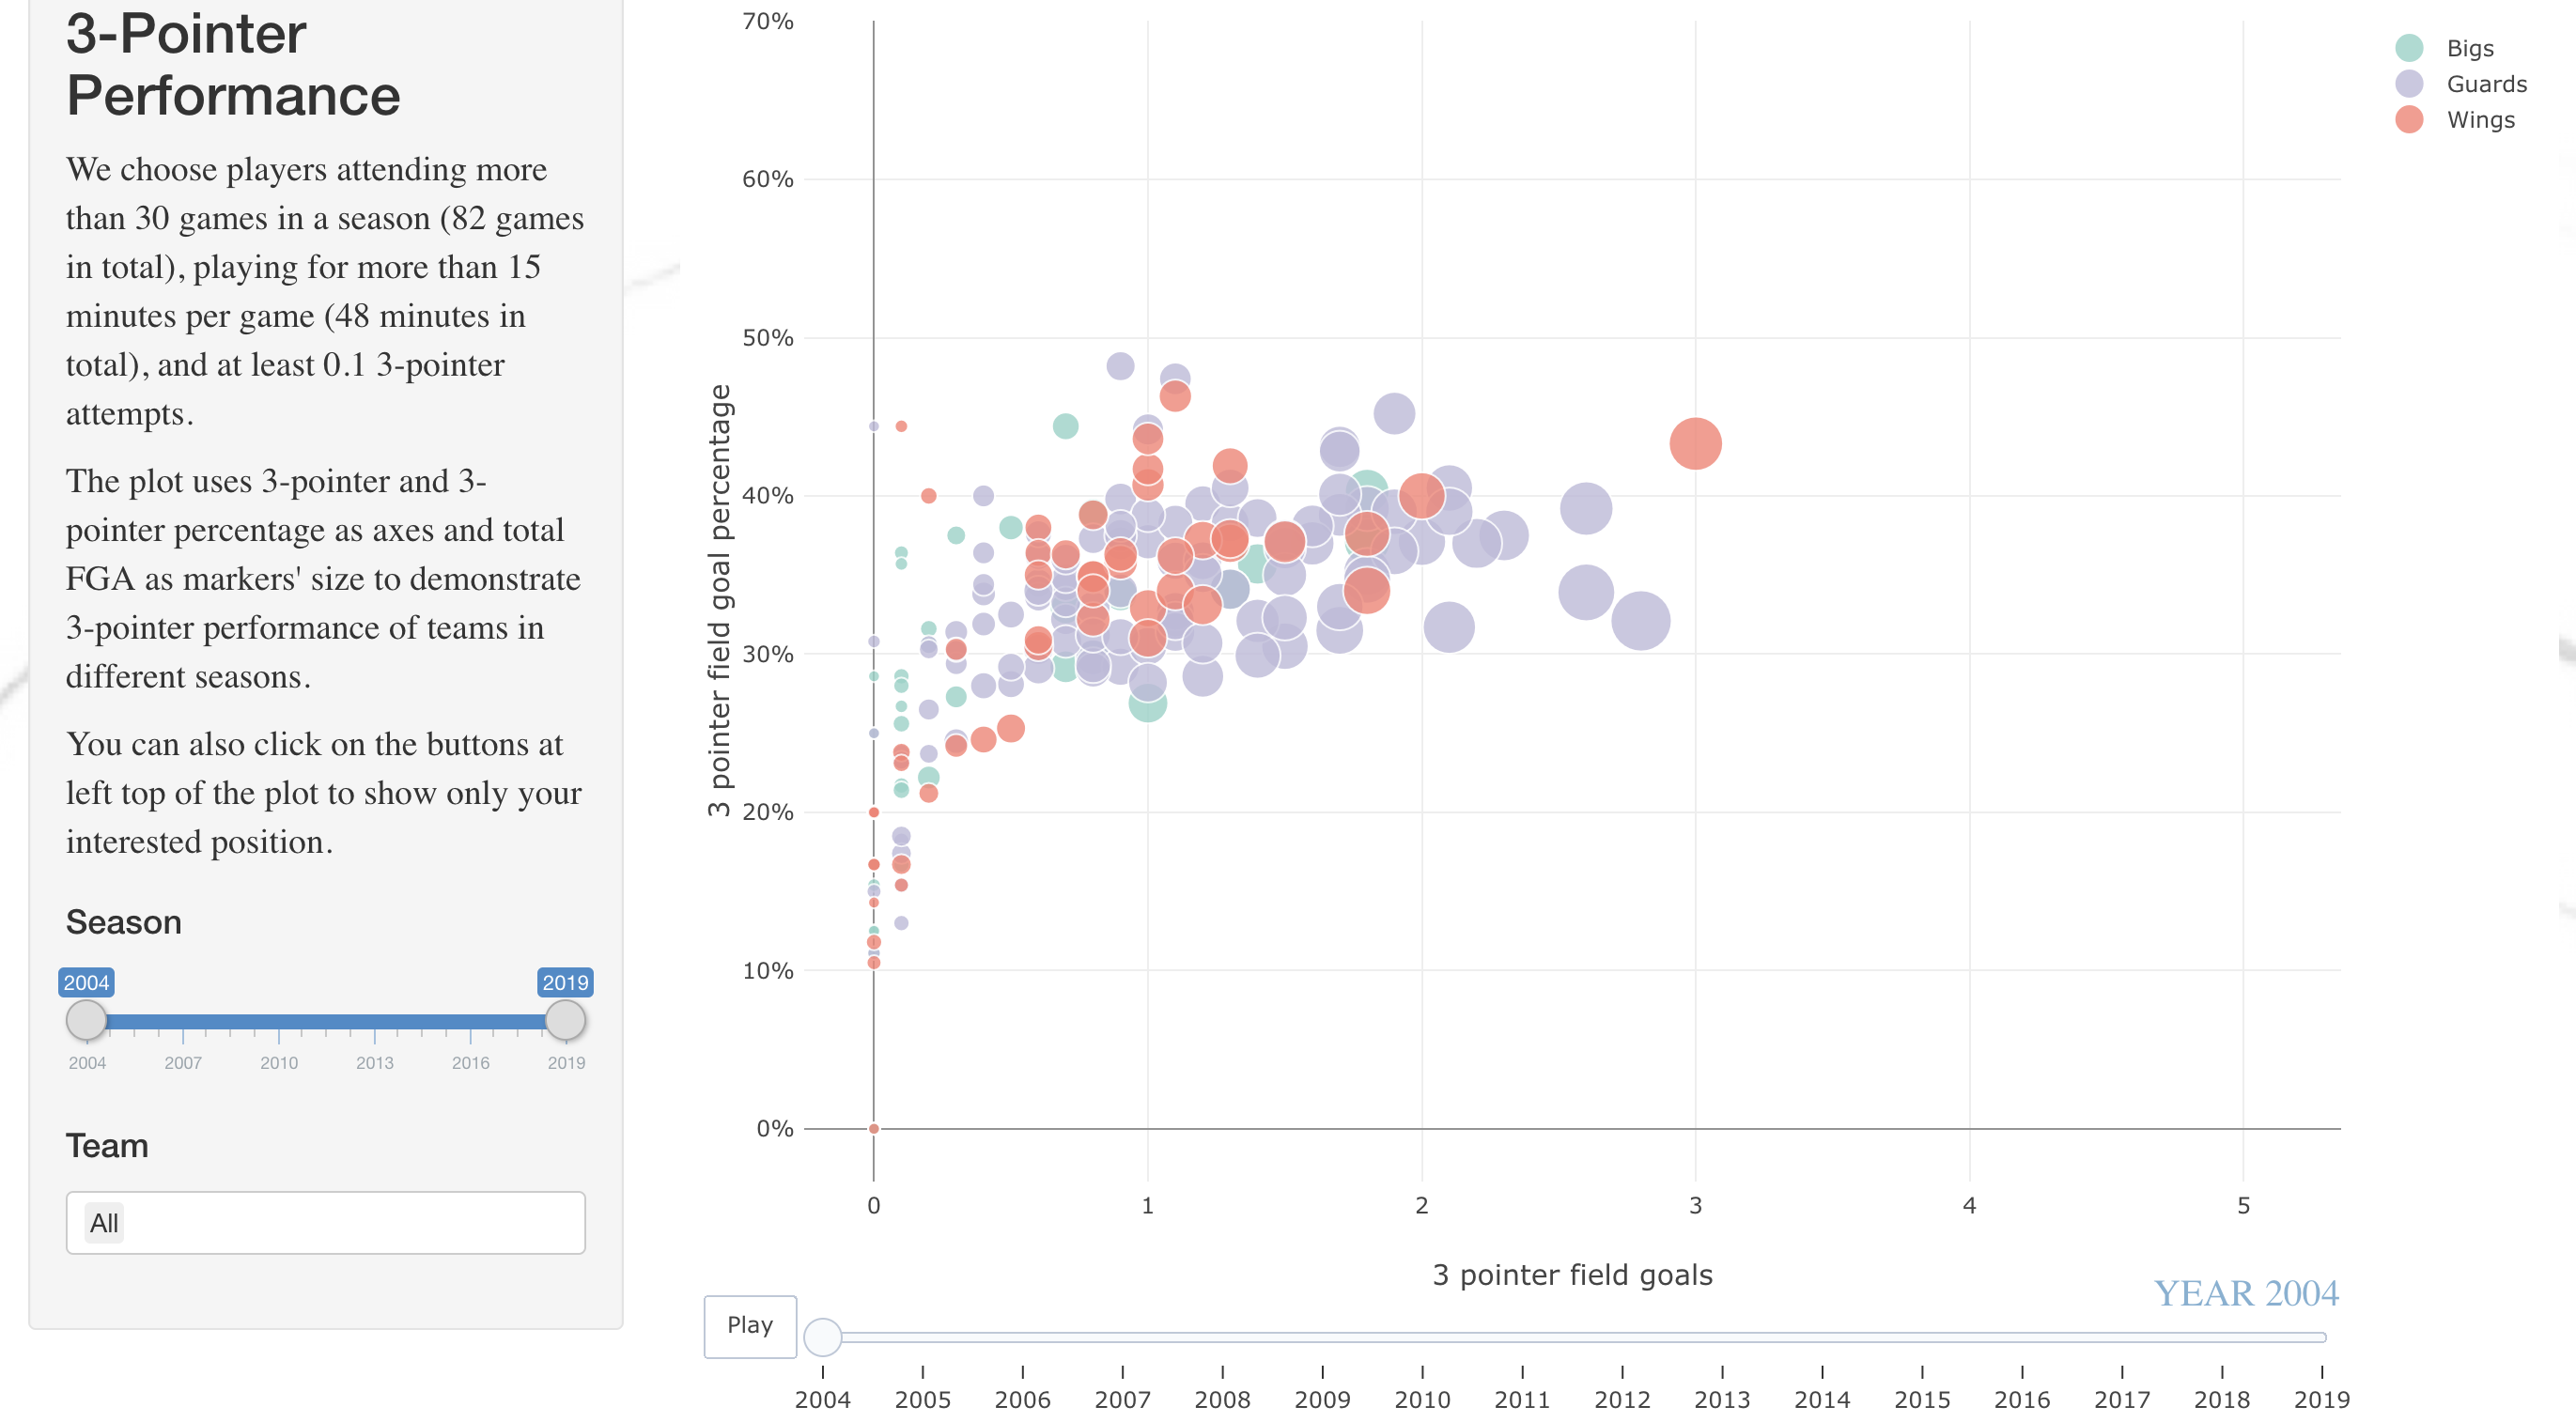 3-Pointer
Performance
We choose players attending more
than 30 games in a season (82 games
in total), playing for more than 15
minutes per game (48 minutes in
total), and at least 0.1 3-pointer
attempts.
The plot uses 3-pointer and 3-
pointer percentage as axes and total
FGA as markers' size to demonstrate
3-pointer performance of teams in
different seasons.
You can also click on the buttons at
left top of the plot to show only your
interested position.
Season
2004 2019
2004 2007 2010 2013 2016 2019
Team
All
3 pointer field goal percentage
70%
60%
50%
40%
30%
20%
10%
0%
0 1 2 3 4 5
3 pointer field goals
Bigs
Guards
Wings
YEAR 2004
Play
2004 2005 2006 2007 2008 2009 2010 2011 2012 2013 2014 2015 2016 2017 2018 2019